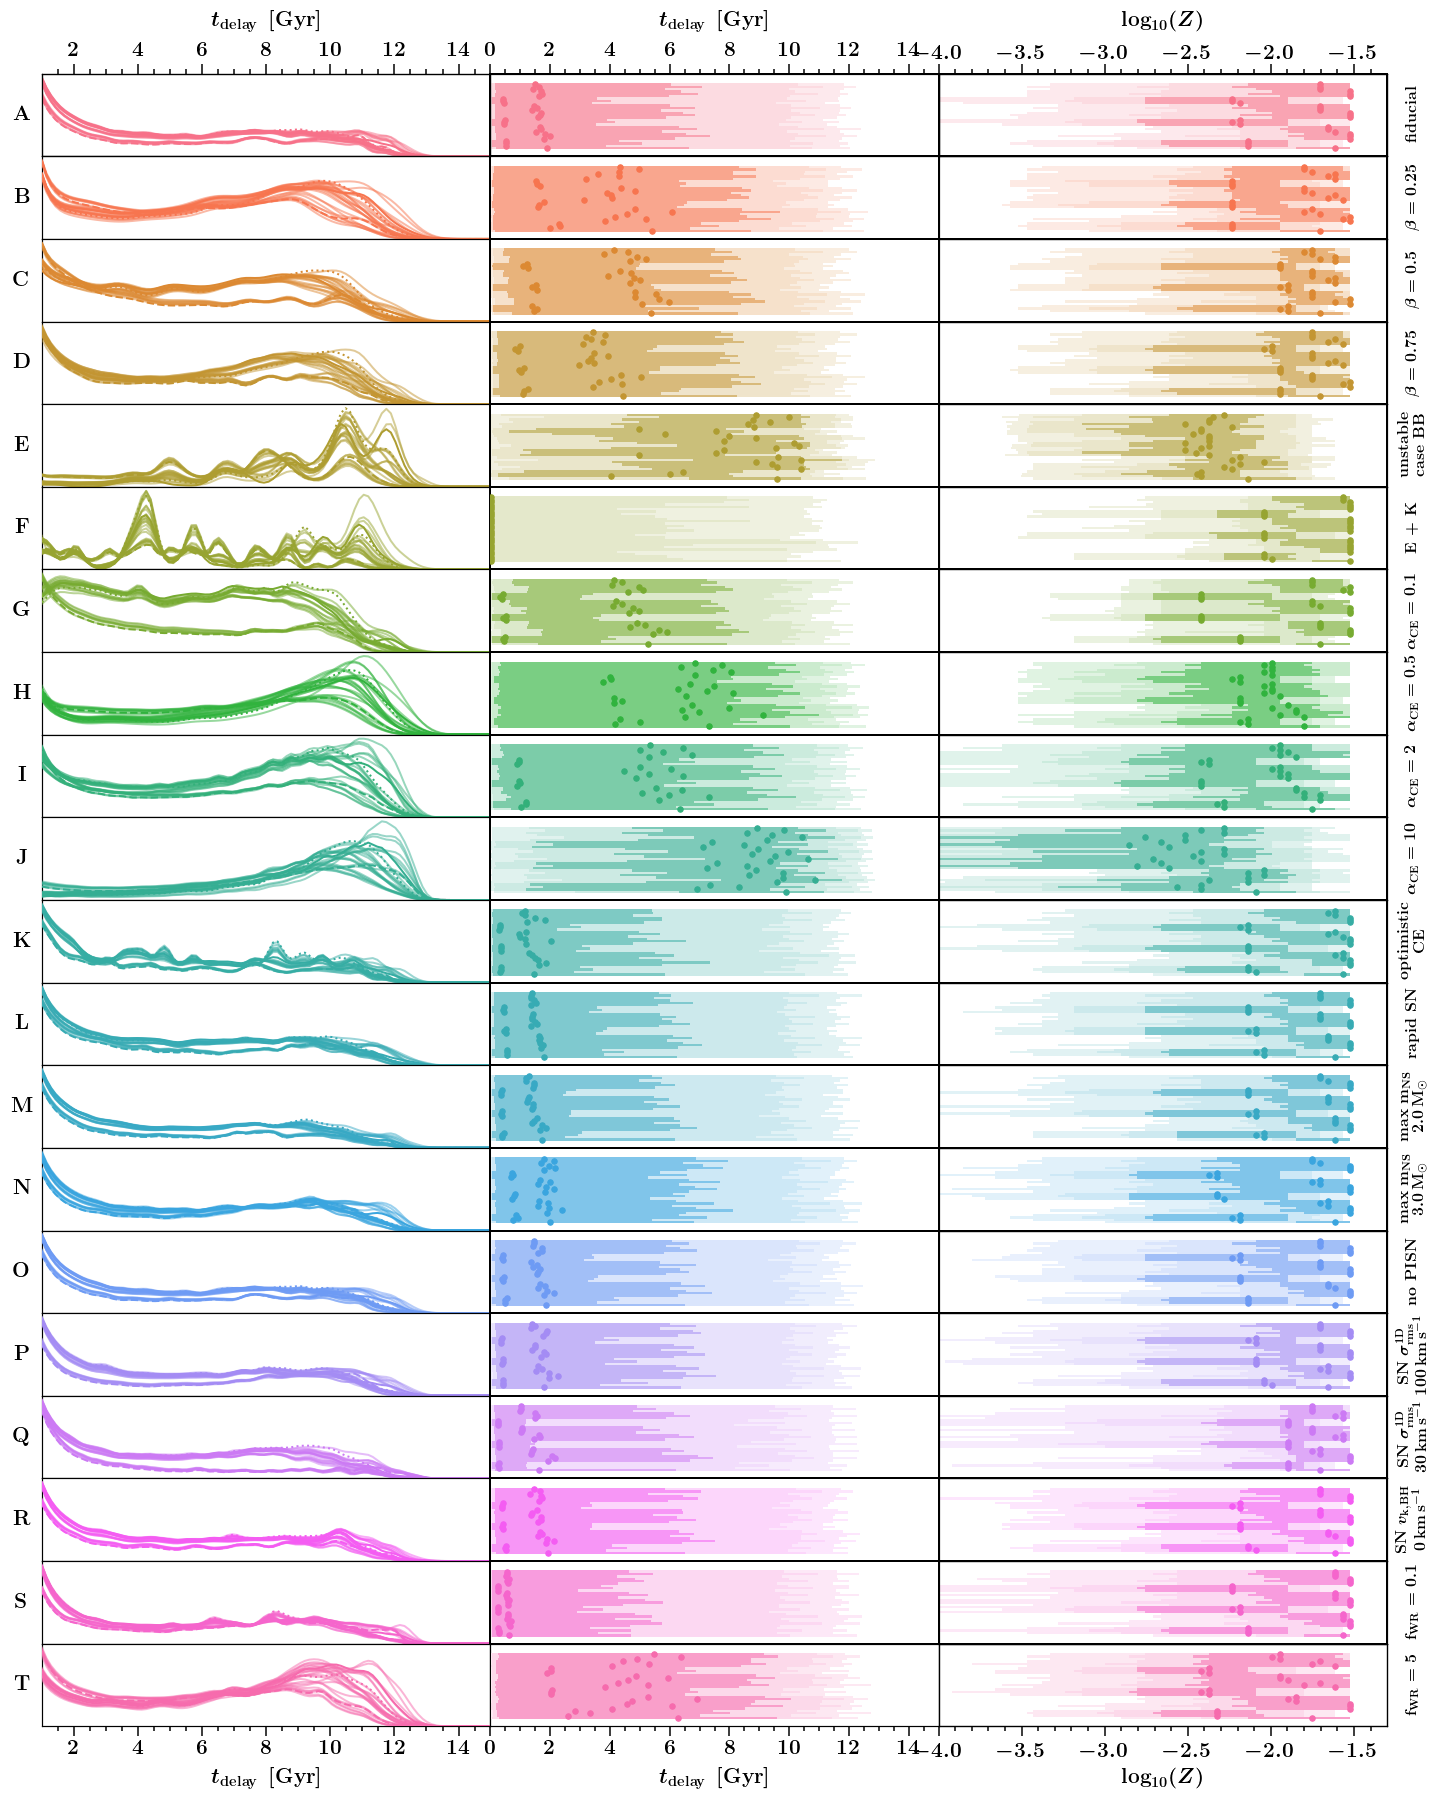 t_delay [Gyr] t_delay [Gyr] log₁₀(Z)
2 4 6 8 10 12 14 0 2 4 6 8 10 12 14 −4.0 −3.5 −3.0 −2.5 −2.0 −1.5
A fiducial
B β = 0.25
C β = 0.5
D β = 0.75
E unstable
case BB
F E + K
G α_CE = 0.1
H α_CE = 0.5
I α_CE = 2
J α_CE = 10
K optimistic
CE
L rapid SN
M max m_NS
2.0 M⊙
N max m_NS
3.0 M⊙
O no PISN
P SN σ_rms^1D
100 km s⁻¹
Q SN σ_rms^1D
30 km s⁻¹
R SN v_k,BH
0 km s⁻¹
S f_WR = 0.1
T f_WR = 5
2 4 6 8 10 12 14 0 2 4 6 8 10 12 14 −4.0 −3.5 −3.0 −2.5 −2.0 −1.5
t_delay [Gyr] t_delay [Gyr] log₁₀(Z)